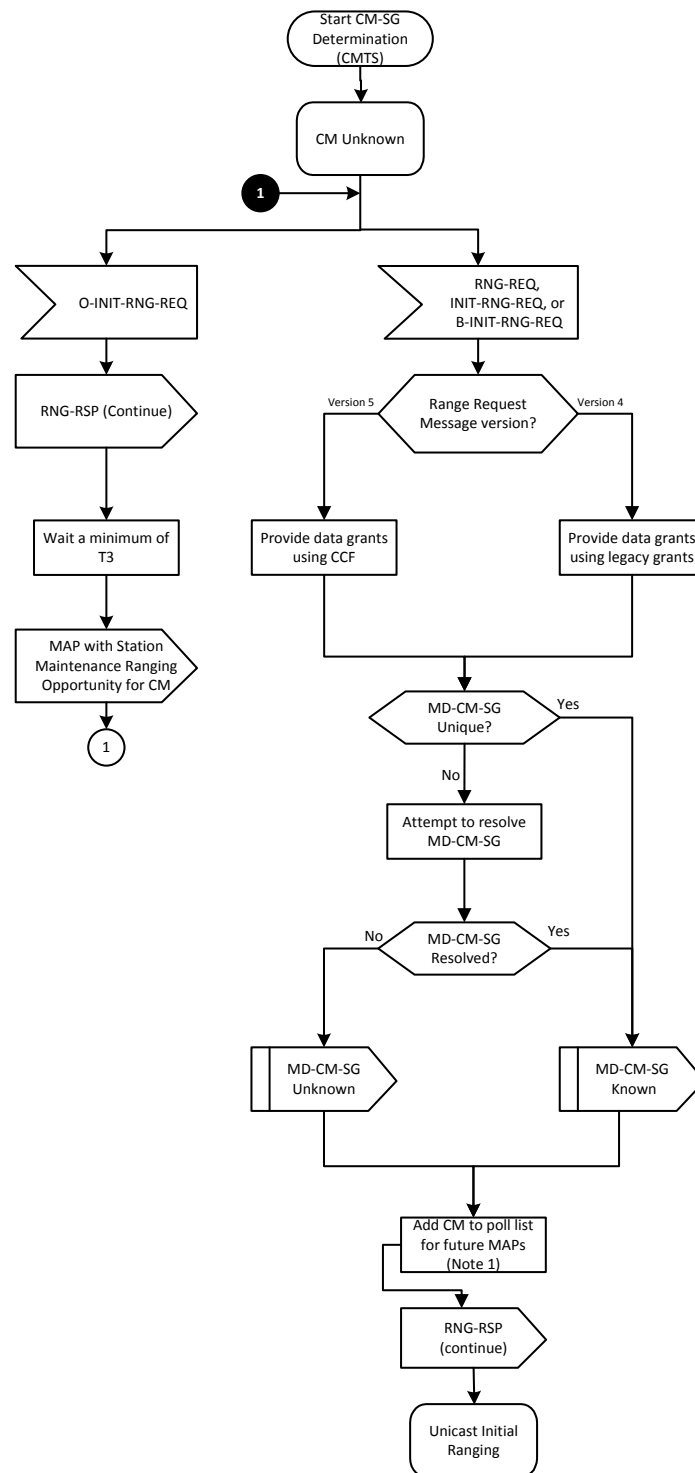 Start CM-SG
Determination
(CMTS)
CM Unknown
1
O-INIT-RNG-REQ
RNG-REQ,
INIT-RNG-REQ, or
B-INIT-RNG-REQ
RNG-RSP (Continue)
Version 5
Range Request
Message version?
Version 4
Wait a minimum of
T3
Provide data grants
using CCF
Provide data grants
using legacy grants
MAP with Station
Maintenance Ranging
Opportunity for CM
1
MD-CM-SG
Unique?
Yes
No
Attempt to resolve
MD-CM-SG
No
MD-CM-SG
Resolved?
Yes
MD-CM-SG
Unknown
MD-CM-SG
Known
Add CM to poll list
for future MAPs
(Note 1)
RNG-RSP
(continue)
Unicast Initial
Ranging